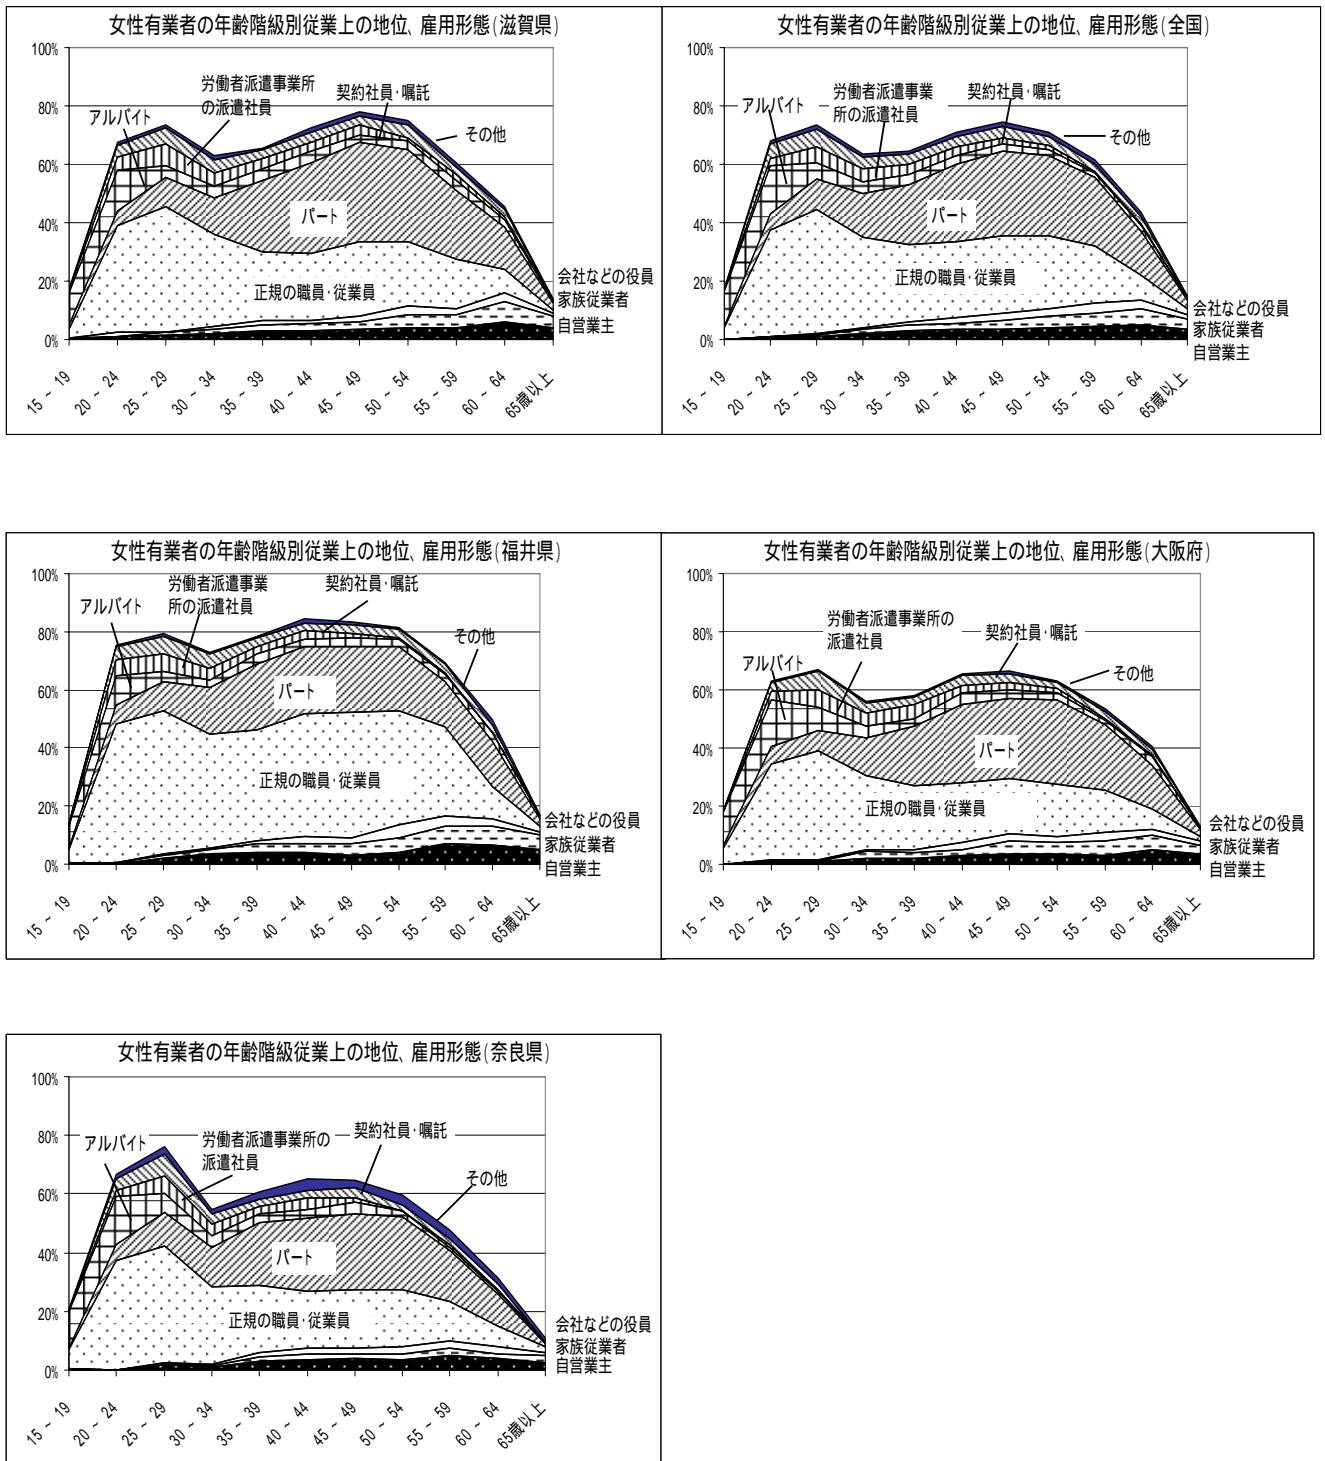 女性有業者の年齢階級別従業上の地位、雇用形態(滋賀県)
100%
80%
60%
40%
20%
0%
アルバイト
労働者派遣事業所
の派遣社員
契約社員・嘱託
その他
パート
正規の職員・従業員
会社などの役員
家族従業者
自営業主
15 ~ 19
20 ~ 24
25 ~ 29
30 ~ 34
35 ~ 39
40 ~ 44
45 ~ 49
50 ~ 54
55 ~ 59
60 ~ 64
65歳以上
女性有業者の年齢階級別従業上の地位、雇用形態(全国)
100%
80%
60%
40%
20%
0%
アルバイト
労働者派遣事業
所の派遣社員
契約社員・嘱託
その他
パート
正規の職員・従業員
会社などの役員
家族従業者
自営業主
15 ~ 19
20 ~ 24
25 ~ 29
30 ~ 34
35 ~ 39
40 ~ 44
45 ~ 49
50 ~ 54
55 ~ 59
60 ~ 64
65歳以上
女性有業者の年齢階級別従業上の地位、雇用形態(福井県)
100%
80%
60%
40%
20%
0%
アルバイト
労働者派遣事業
所の派遣社員
契約社員・嘱託
その他
パート
正規の職員・従業員
会社などの役員
家族従業者
自営業主
15 ~ 19
20 ~ 24
25 ~ 29
30 ~ 34
35 ~ 39
40 ~ 44
45 ~ 49
50 ~ 54
55 ~ 59
60 ~ 64
65歳以上
女性有業者の年齢階級別従業上の地位、雇用形態(大阪府)
100%
80%
60%
40%
20%
0%
アルバイト
労働者派遣事業所の
派遣社員
契約社員・嘱託
その他
パート
正規の職員・従業員
会社などの役員
家族従業者
自営業主
15 ~ 19
20 ~ 24
25 ~ 29
30 ~ 34
35 ~ 39
40 ~ 44
45 ~ 49
50 ~ 54
55 ~ 59
60 ~ 64
65歳以上
女性有業者の年齢階級従業上の地位、雇用形態(奈良県)
100%
80%
60%
40%
20%
0%
アルバイト
労働者派遣事業所の
派遣社員
契約社員・嘱託
その他
パート
正規の職員・従業員
会社などの役員
家族従業者
自営業主
15 ~ 19
20 ~ 24
25 ~ 29
30 ~ 34
35 ~ 39
40 ~ 44
45 ~ 49
50 ~ 54
55 ~ 59
60 ~ 64
65歳以上